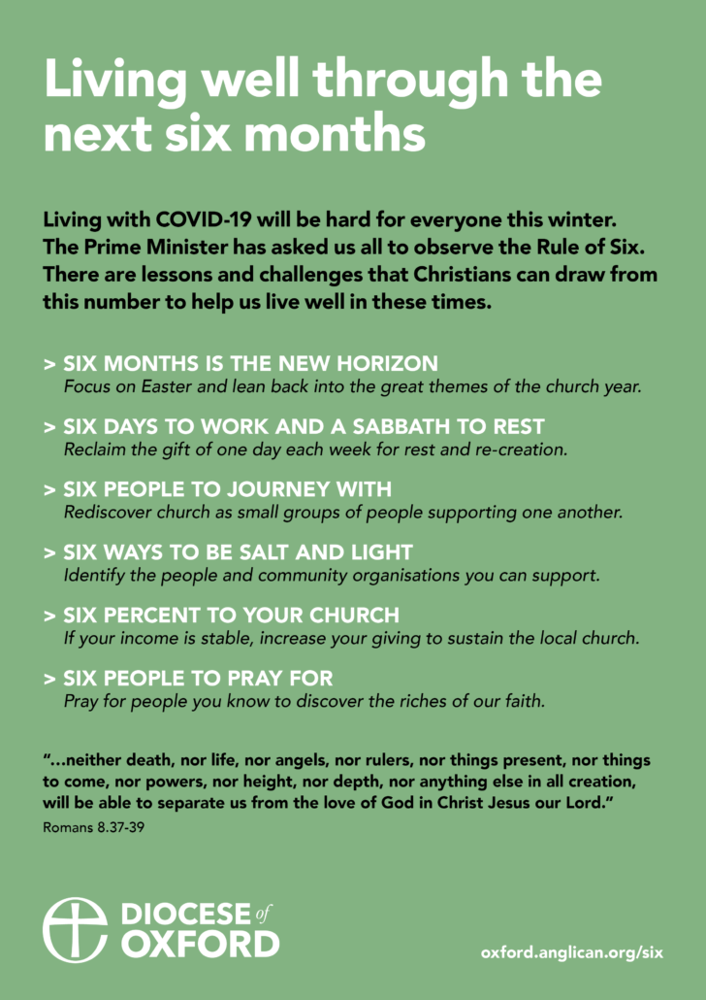 Living well through the
next six months
Living with COVID-19 will be hard for everyone this winter.
The Prime Minister has asked us all to observe the Rule of Six.
There are lessons and challenges that Christians can draw from
this number to help us live well in these times.
> SIX MONTHS IS THE NEW HORIZON
Focus on Easter and lean back into the great themes of the church year.
> SIX DAYS TO WORK AND A SABBATH TO REST
Reclaim the gift of one day each week for rest and re-creation.
> SIX PEOPLE TO JOURNEY WITH
Rediscover church as small groups of people supporting one another.
> SIX WAYS TO BE SALT AND LIGHT
Identify the people and community organisations you can support.
> SIX PERCENT TO YOUR CHURCH
If your income is stable, increase your giving to sustain the local church.
> SIX PEOPLE TO PRAY FOR
Pray for people you know to discover the riches of our faith.
“…neither death, nor life, nor angels, nor rulers, nor things present, nor things
to come, nor powers, nor height, nor depth, nor anything else in all creation,
will be able to separate us from the love of God in Christ Jesus our Lord.”
Romans 8.37-39
DIOCESE of
OXFORD
oxford.anglican.org/six